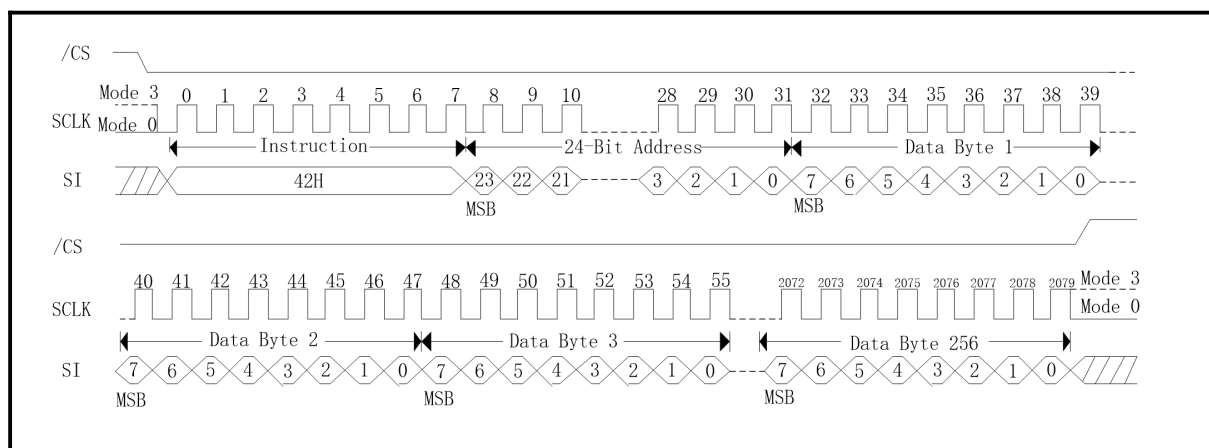 /CS
Mode 3 0 1 2 3 4 5 6 7 8 9 10 28 29 30 31 32 33 34 35 36 37 38 39
SCLK Mode 0
Instruction 24-Bit Address Data Byte 1
SI 42H 23 22 21 3 2 1 0 7 6 5 4 3 2 1 0
MSB MSB
/CS
40 41 42 43 44 45 46 47 48 49 50 51 52 53 54 55 2072 2073 2074 2075 2076 2077 2078 2079 Mode 3
SCLK Mode 0
Data Byte 2 Data Byte 3 Data Byte 256
SI 7 6 5 4 3 2 1 0 7 6 5 4 3 2 1 0 7 6 5 4 3 2 1 0
MSB MSB MSB